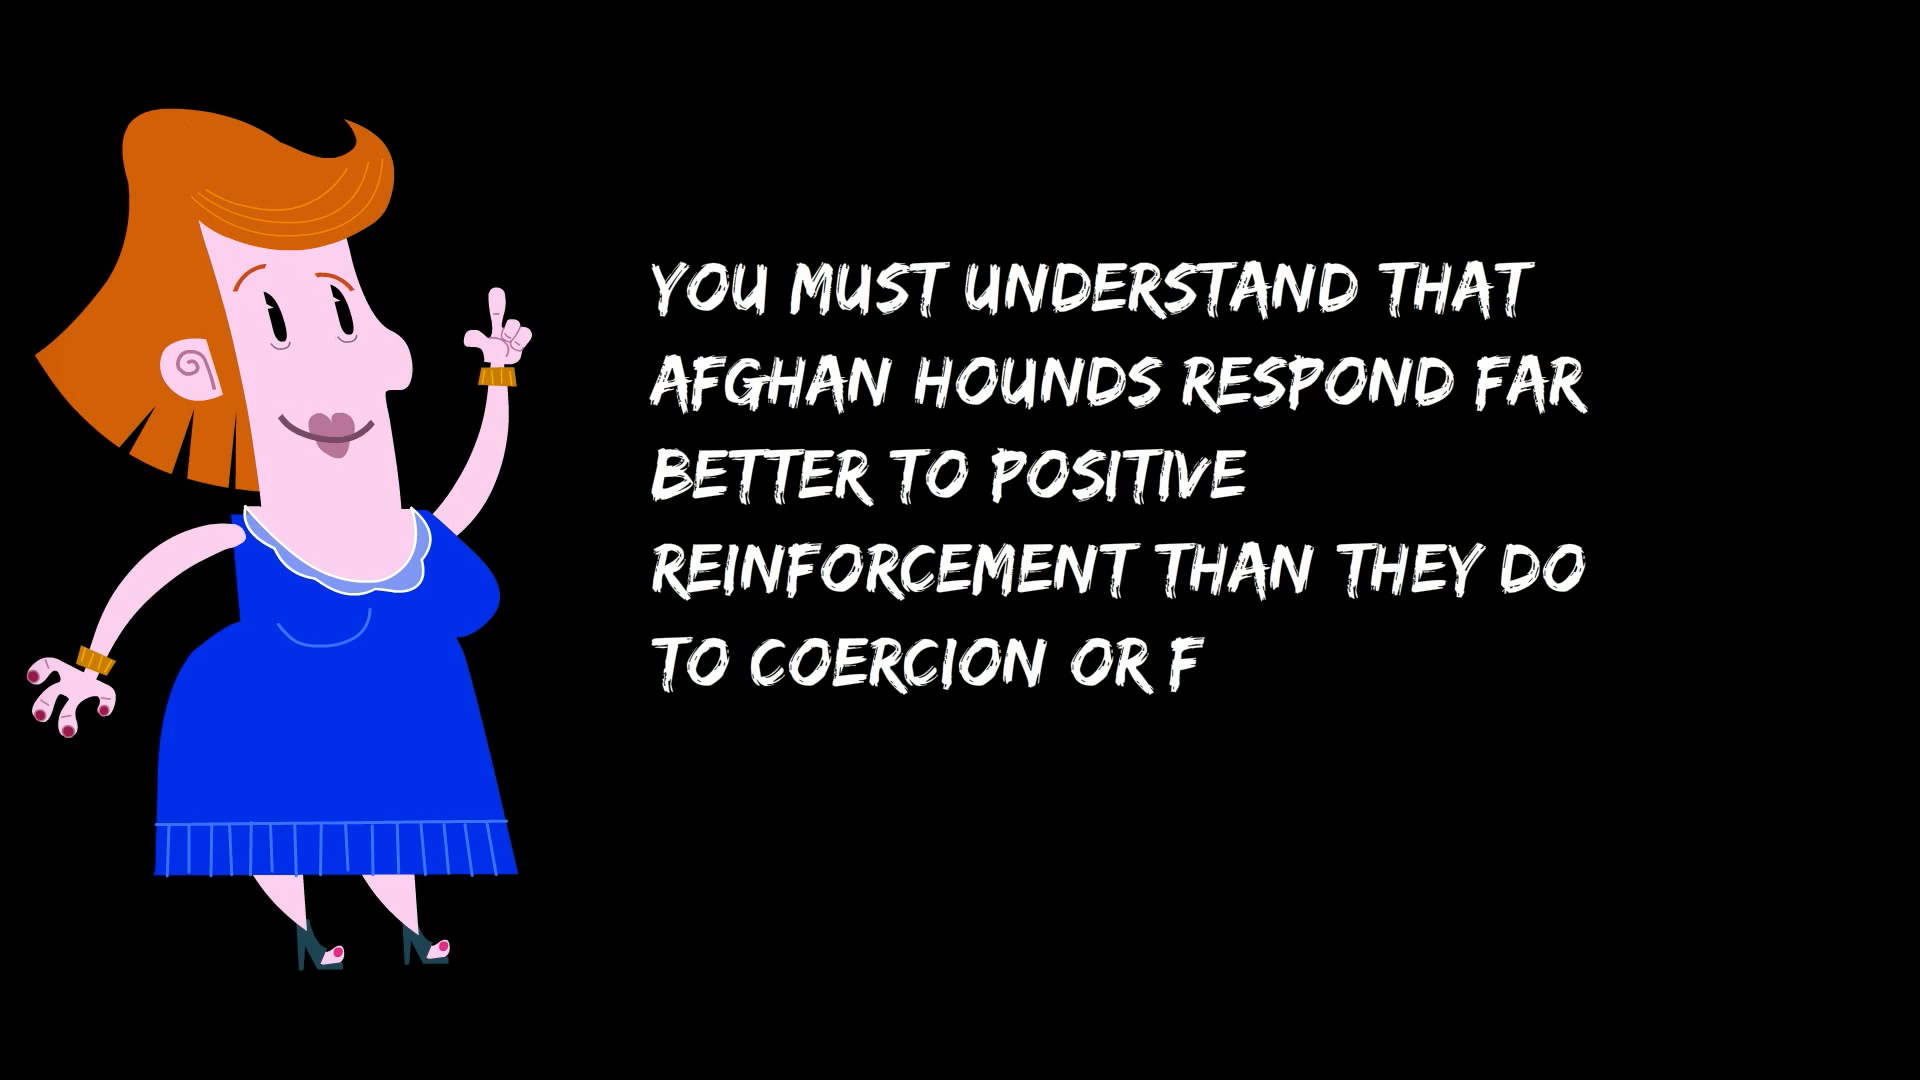 YOU MUST UNDERSTAND THAT
AFGHAN HOUNDS RESPOND FAR
BETTER TO POSITIVE
REINFORCEMENT THAN THEY DO
TO COERCION OR F